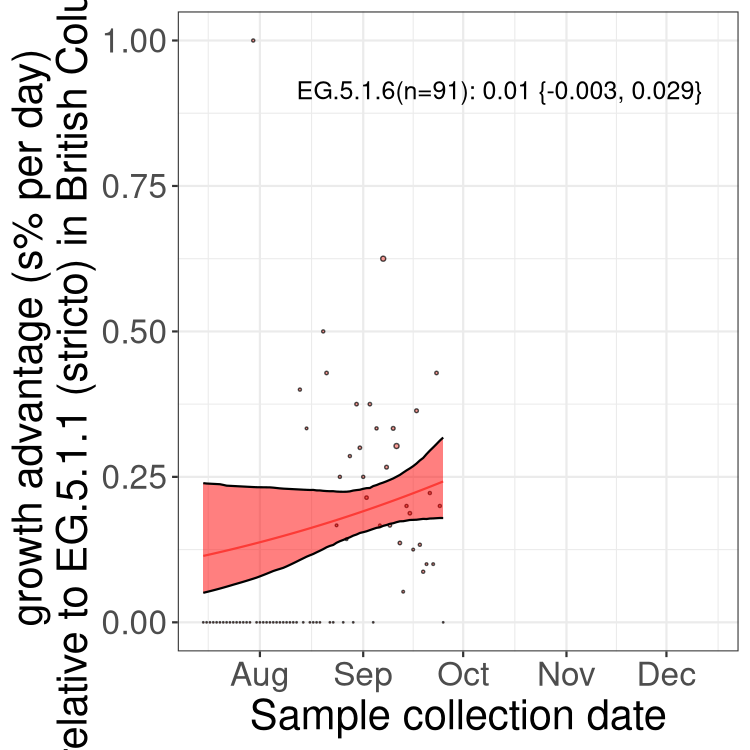 growth advantage (s% per day)
relative to EG.5.1.1 (stricto) in British Colu
1.00
0.75
0.50
0.25
0.00
EG.5.1.6(n=91): 0.01 {-0.003, 0.029}
Aug Sep Oct Nov Dec
Sample collection date